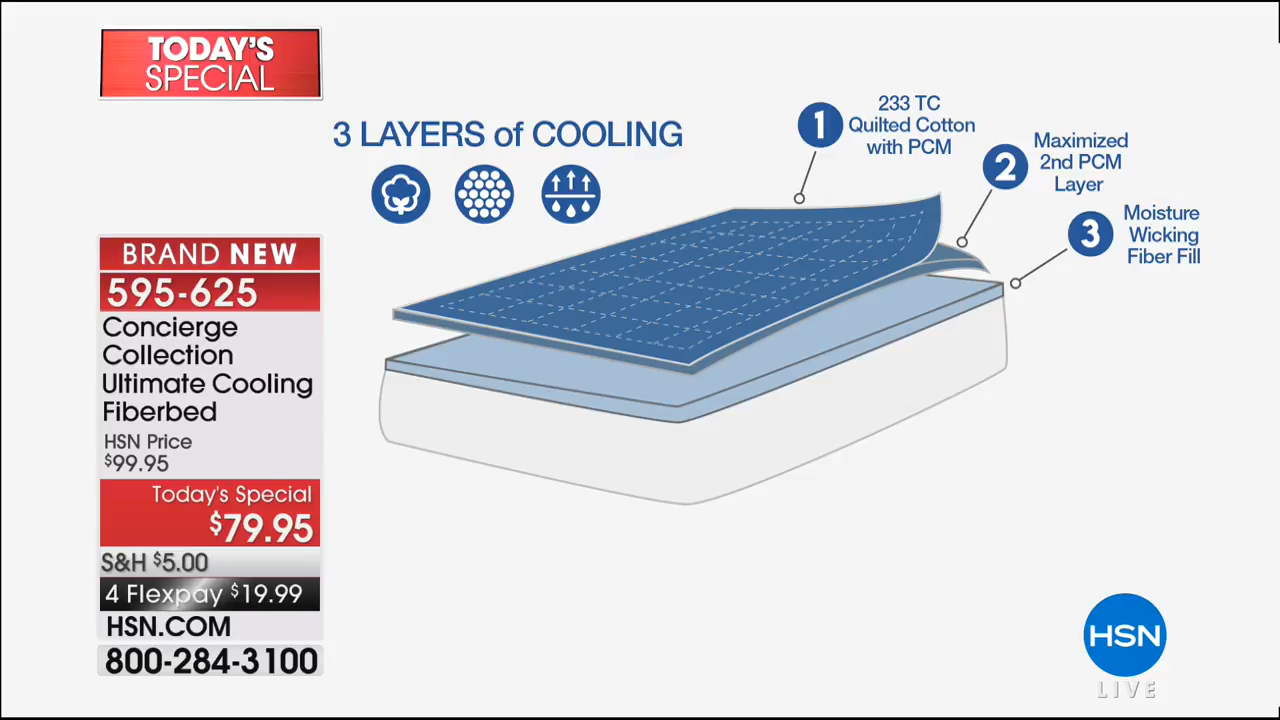 TODAY'S
SPECIAL
3 LAYERS of COOLING
1
233 TC
Quilted Cotton
with PCM
2
Maximized
2nd PCM
Layer
3
Moisture
Wicking
Fiber Fill
BRAND NEW
595-625
Concierge
Collection
Ultimate Cooling
Fiberbed
HSN Price
$99.95
Today's Special
$79.95
S&H $5.00
4 Flexpay $19.99
HSN.COM
800-284-3100
HSN
LIVE